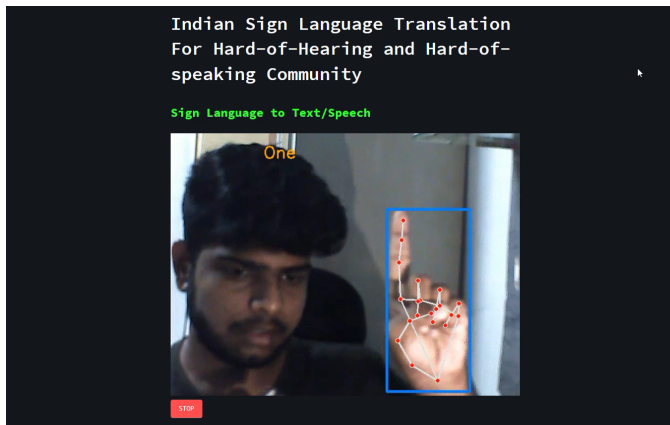 Indian Sign Language Translation
For Hard-of-Hearing and Hard-of-
speaking Community
Sign Language to Text/Speech
One
STOP